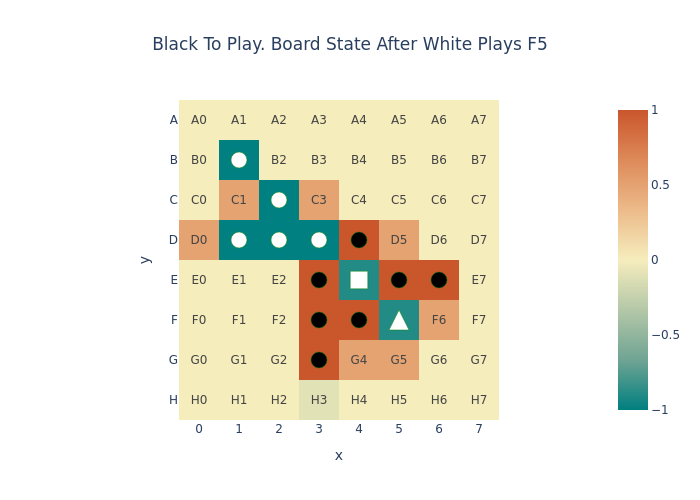 Black To Play. Board State After White Plays F5
A A0 A1 A2 A3 A4 A5 A6 A7
B B0 B2 B3 B4 B5 B6 B7
C C0 C1 C3 C4 C5 C6 C7
D D0 D5 D6 D7
E E0 E1 E2 E7
F F0 F1 F2 F6 F7
G G0 G1 G2 G4 G5 G6 G7
H H0 H1 H2 H3 H4 H5 H6 H7
0 1 2 3 4 5 6 7
x
y
1
0.5
0
−0.5
−1